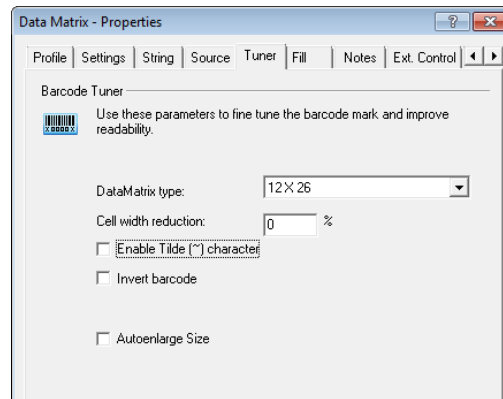 Data Matrix - Properties
Profile Settings String Source Tuner Fill Notes Ext. Control
Barcode Tuner
Use these parameters to fine tune the barcode mark and improve
readability.
DataMatrix type: 12 X 26
Cell width reduction: 0 %
Enable Tilde (~) character
Invert barcode
Autoenlarge Size